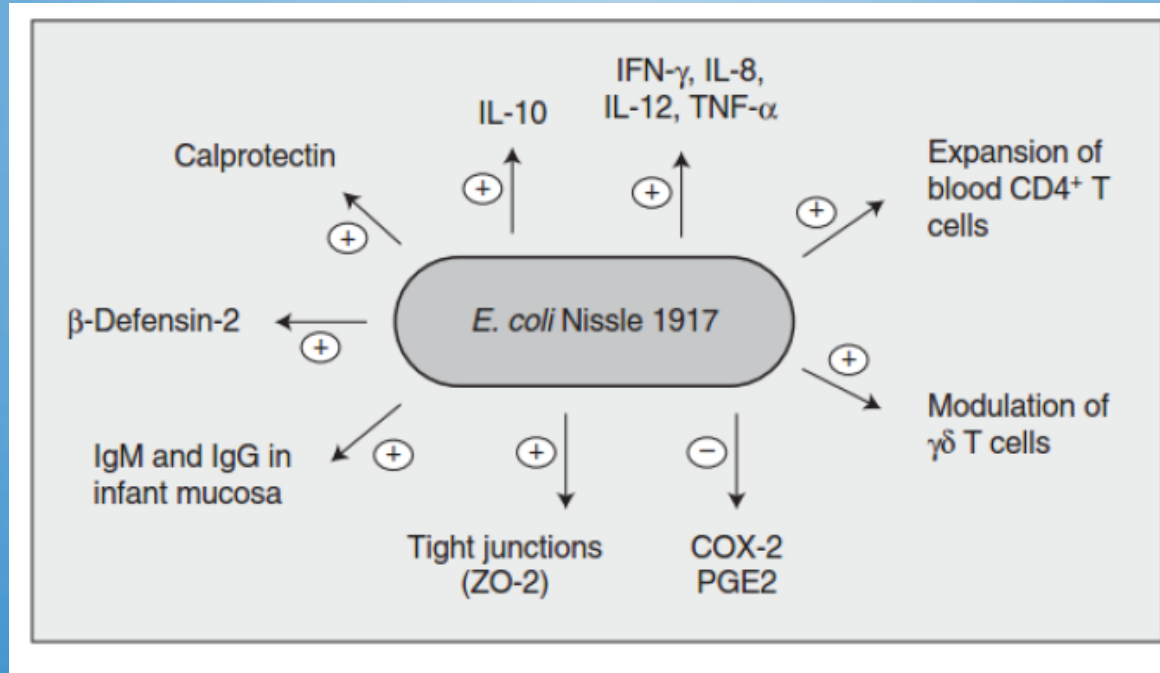 IFN-γ, IL-8,
IL-12, TNF-α
IL-10
Calprotectin
Expansion of
blood CD4⁺ T
cells
+
+
+
+
β-Defensin-2
E. coli Nissle 1917
+
+
Modulation of
γδ T cells
IgM and IgG in
infant mucosa
+
+
−
Tight junctions
(ZO-2)
COX-2
PGE2